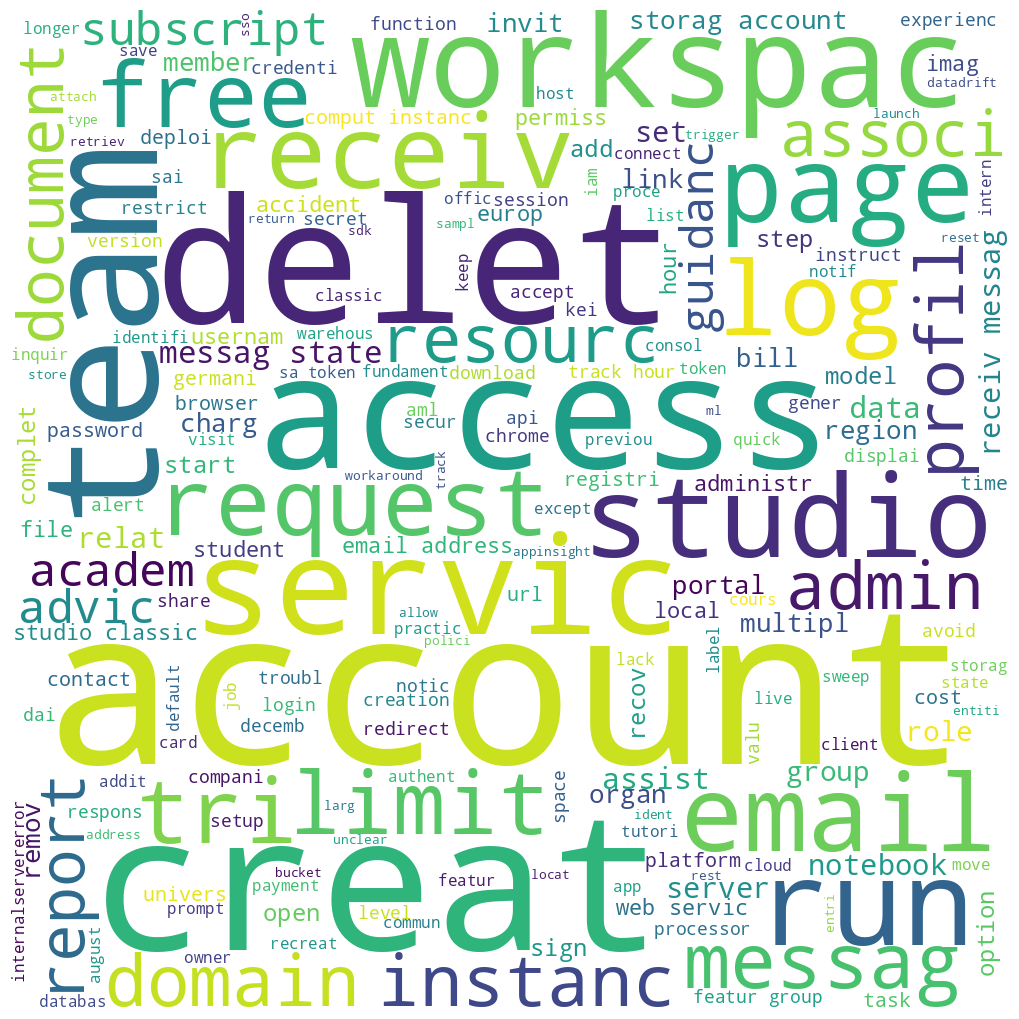 longer
subscript
sso
function
invit
storag account
experienc
save
member
credenti
free
workspac
host
imag
datadrift
attach
type
retriev
document
deploi
comput instanc
permiss
receiv
set
trigger
launch
associ
add
connect
link
guidanc
page
intern
sai
team
restrict
accident
return
secret
sdk
offic
session
europ
sampl
iam
proce
list
step
instruct
notif
reset
version
delet
classic
keep
accept
kei
hour
log
profil
receiv messag
identifi
usernam
warehous
resourc
consol
inquir
store
messag state
bill
germani
sa token
fundament
download
track hour
token
model
browser
access
aml
api
ml
gener
data
complet
password
charg
visit
secur
chrome
previou
quick
region
displai
start
workaround
track
registri
administr
time
alert
request
except
studio
file
relat
student
email address
appinsight
academ
servic
portal
admin
advic
share
url
local
cours
studio classic
allow
practic
polici
label
multipl
avoid
contact
account
troubl
notic
lack
recov
sweep
storag
state
dai
default
job
login
creation
live
cost
entiti
decemb
redirect
valu
role
card
client
addit
compani
authent
assist
group
report
respons
tri
limit
space
organ
email
address
setup
larg
unclear
ident
tutori
remov
internalservererror
creat
bucket
featur
locat
platform
cloud
notebook
move
univers
payment
prompt
level
app
rest
server
run
open
commun
web servic
entri
option
august
recreat
sign
processor
owner
domain
instanc
messag
databas
featur group
task